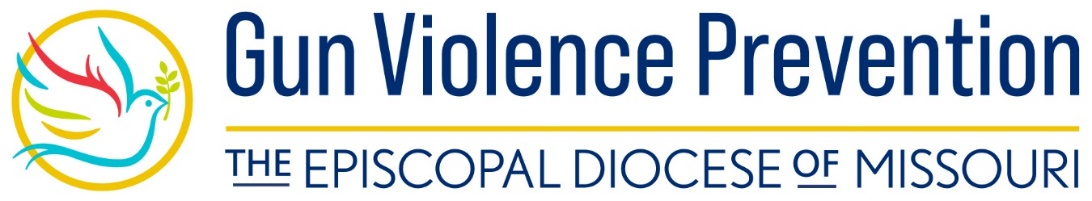 Gun Violence Prevention
THE EPISCOPAL DIOCESE OF MISSOURI